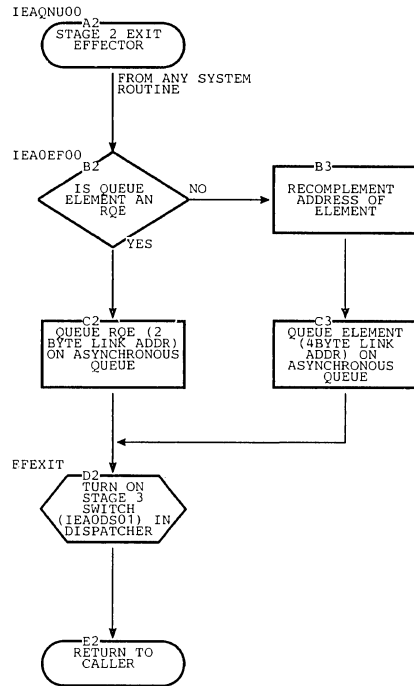 IEAQNU00
A2
STAGE 2 EXIT
EFFECTOR
FROM ANY SYSTEM
ROUTINE
IEA0EF00
B2
IS QUEUE
ELEMENT AN
RQE
NO
YES
B3
RECOMPLEMENT
ADDRESS OF
ELEMENT
C2
QUEUE RQE (2
BYTE LINK ADDR)
ON ASYNCHRONOUS
QUEUE
C3
QUEUE ELEMENT
(4BYTE LINK
ADDR) ON
ASYNCHRONOUS
QUEUE
FFEXIT
D2
TURN ON
STAGE 3
SWITCH
(IEA0DS01) IN
DISPATCHER
E2
RETURN TO
CALLER